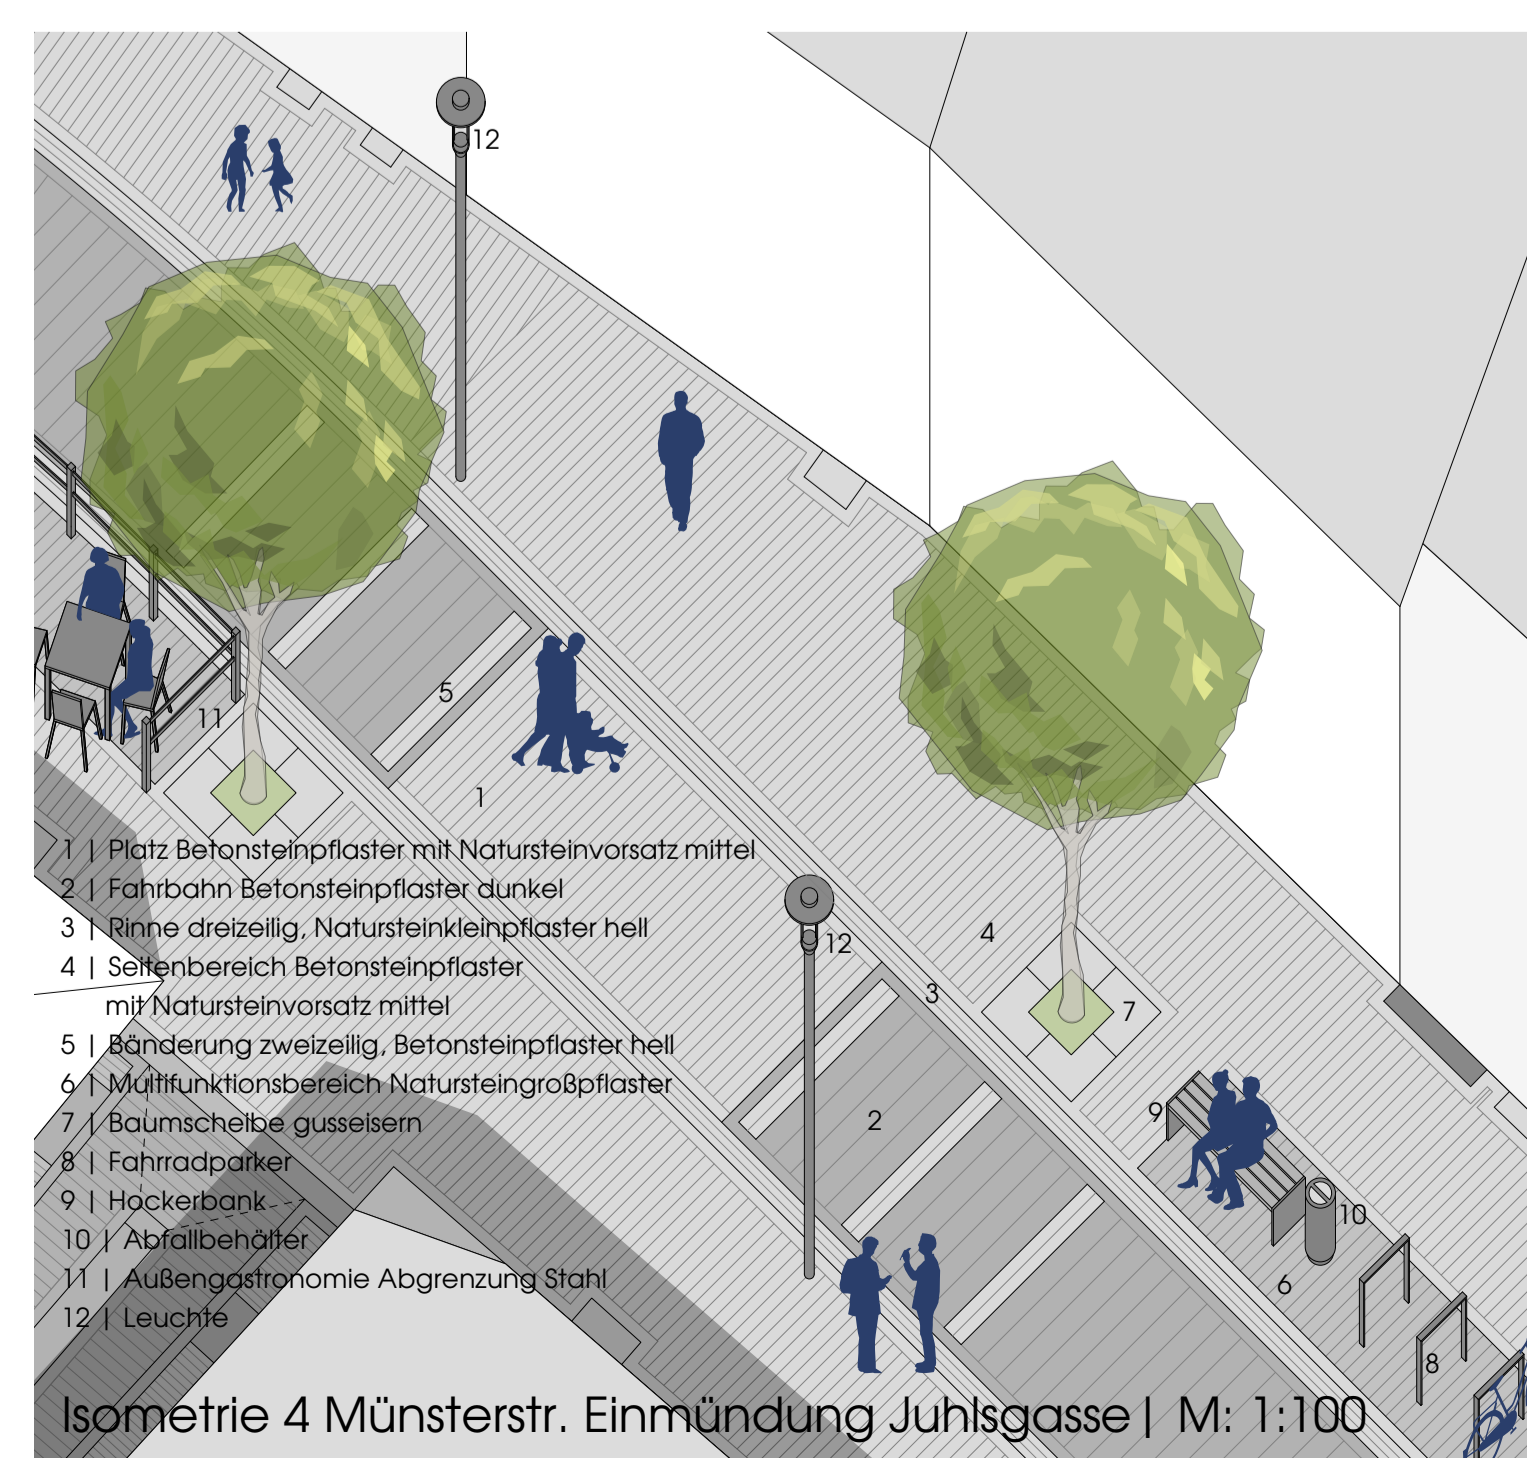 12
5
11
1
1 | Platz Betonsteinpflaster mit Natursteinvorsatz mittel
2 | Fahrbahn Betonsteinpflaster dunkel
3 | Rinne dreizeilig, Natursteinkleinpflaster hell
4 | Seitenbereich Betonsteinpflaster
mit Natursteinvorsatz mittel
5 | Bänderung zweizeilig, Betonsteinpflaster hell
6 | Multifunktionsbereich Natursteingroßpflaster
7 | Baumscheibe gusseisern
8 | Fahrradparker
9 | Hockerbank
10 | Abfallbehälter
11 | Außengastronomie Abgrenzung Stahl
12 | Leuchte
4
12
3
7
2
9
10
6
8
Isometrie 4 Münsterstr. Einmündung Juhlsgasse | M: 1:100